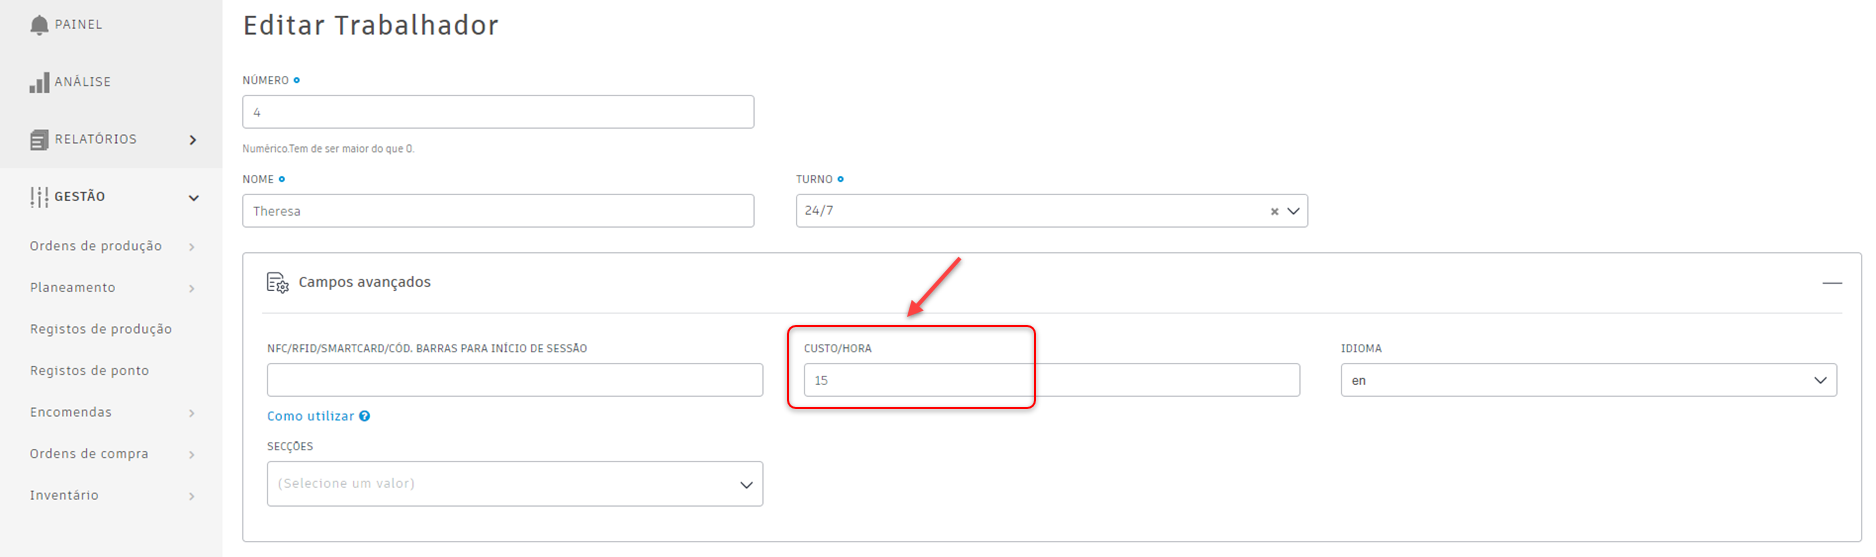 PAINEL
ANÁLISE
RELATÓRIOS
GESTÃO
Ordens de produção
Planeamento
Registos de produção
Registos de ponto
Encomendas
Ordens de compra
Inventário
Editar Trabalhador
NÚMERO
4
Numérico.Tem de ser maior do que 0.
NOME
Theresa
TURNO
24/7
Campos avançados
NFC/RFID/SMARTCARD/CÓD. BARRAS PARA INÍCIO DE SESSÃO
Como utilizar ?
CUSTO/HORA
15
IDIOMA
en
SECÇÕES
(Selecione um valor)